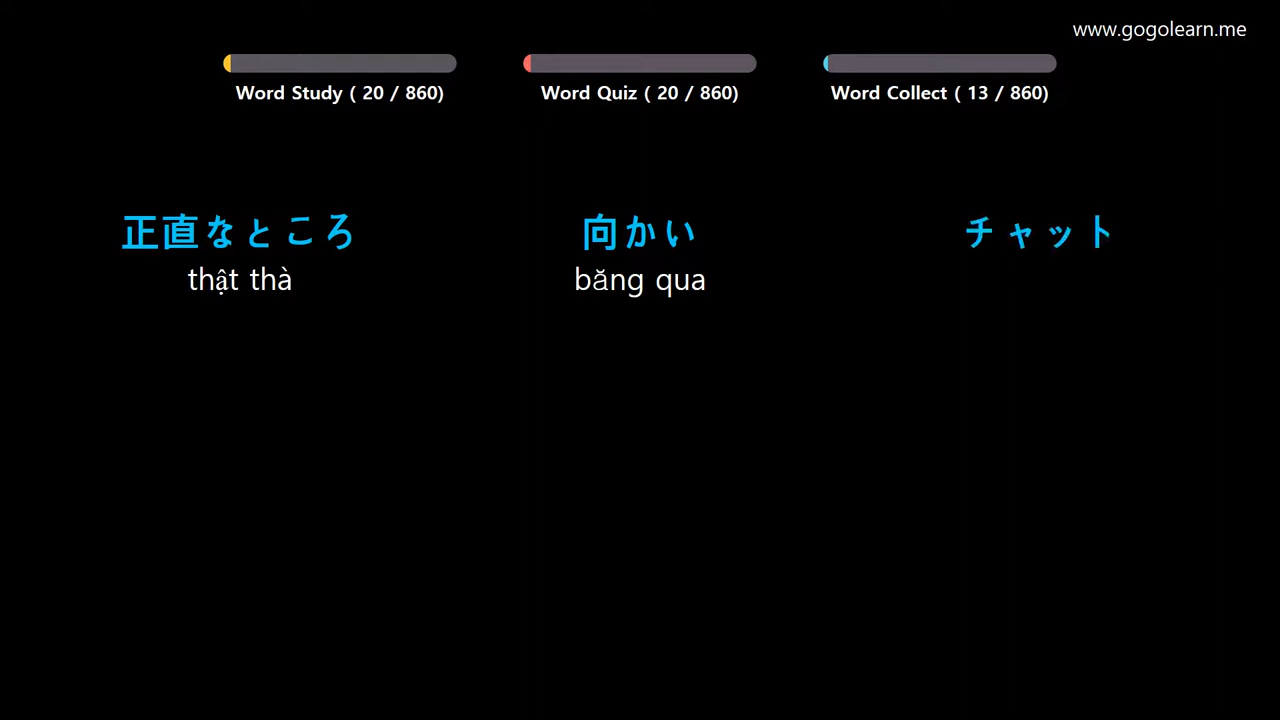 www.gogolearn.me
Word Study ( 20 / 860)
Word Quiz ( 20 / 860)
Word Collect ( 13 / 860)
正直なところ
thật thà
向かい
băng qua
チャット